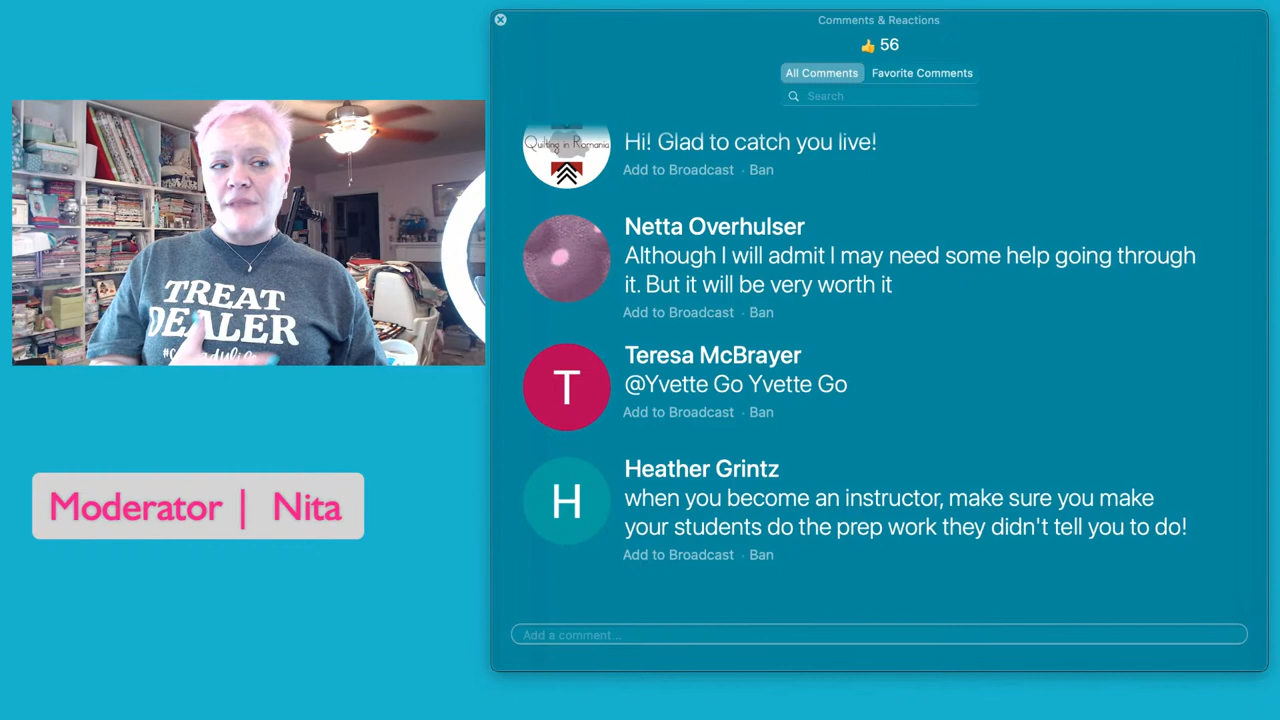 Comments & Reactions
👍 56
All Comments Favorite Comments
Search
Quilting in Romania
Hi! Glad to catch you live!
Add to Broadcast · Ban
Netta Overhulser
Although I will admit I may need some help going through
it. But it will be very worth it
Add to Broadcast · Ban
Teresa McBrayer
T
@Yvette Go Yvette Go
Add to Broadcast · Ban
Heather Grintz
H
when you become an instructor, make sure you make
your students do the prep work they didn't tell you to do!
Add to Broadcast · Ban
Add a comment...
TREAT
DEALER
Moderator | Nita